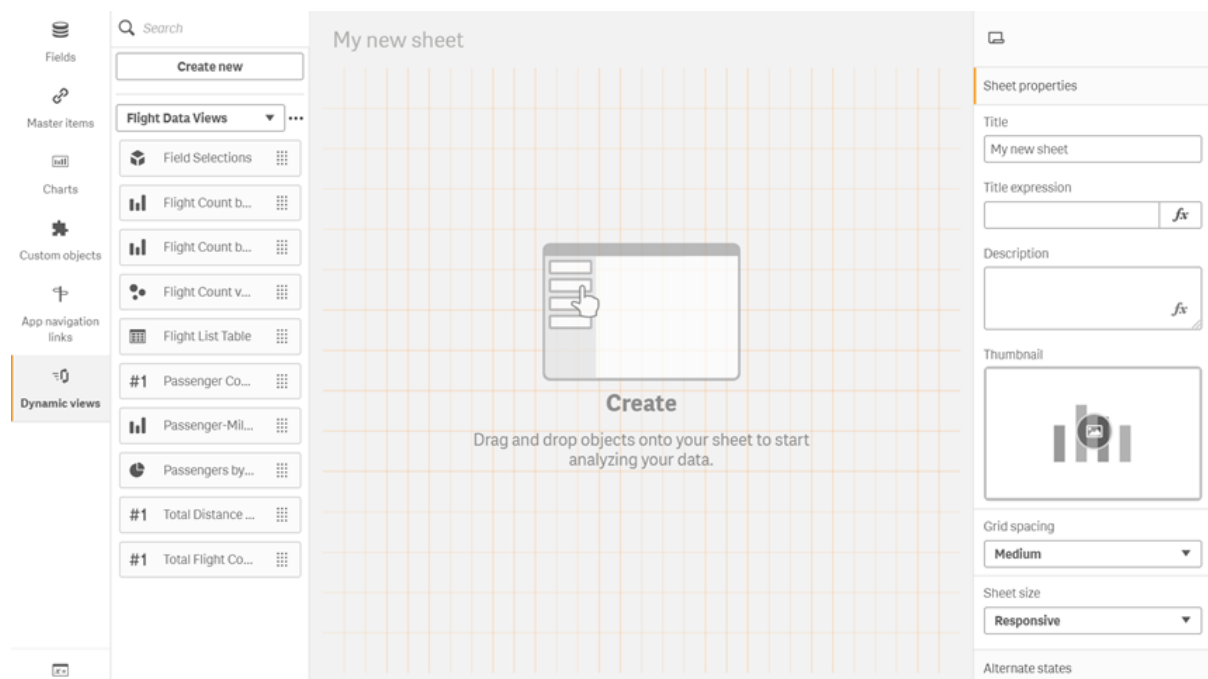 Fields
Master items
Charts
Custom objects
App navigation
links
Dynamic views
Search
Create new
Flight Data Views
Field Selections
Flight Count b...
Flight Count b...
Flight Count v...
Flight List Table
#1 Passenger Co...
Passenger-Mil...
Passengers by...
#1 Total Distance ...
#1 Total Flight Co...
My new sheet
Create
Drag and drop objects onto your sheet to start
analyzing your data.
Sheet properties
Title
My new sheet
Title expression
fx
Description
fx
Thumbnail
Grid spacing
Medium
Sheet size
Responsive
Alternate states